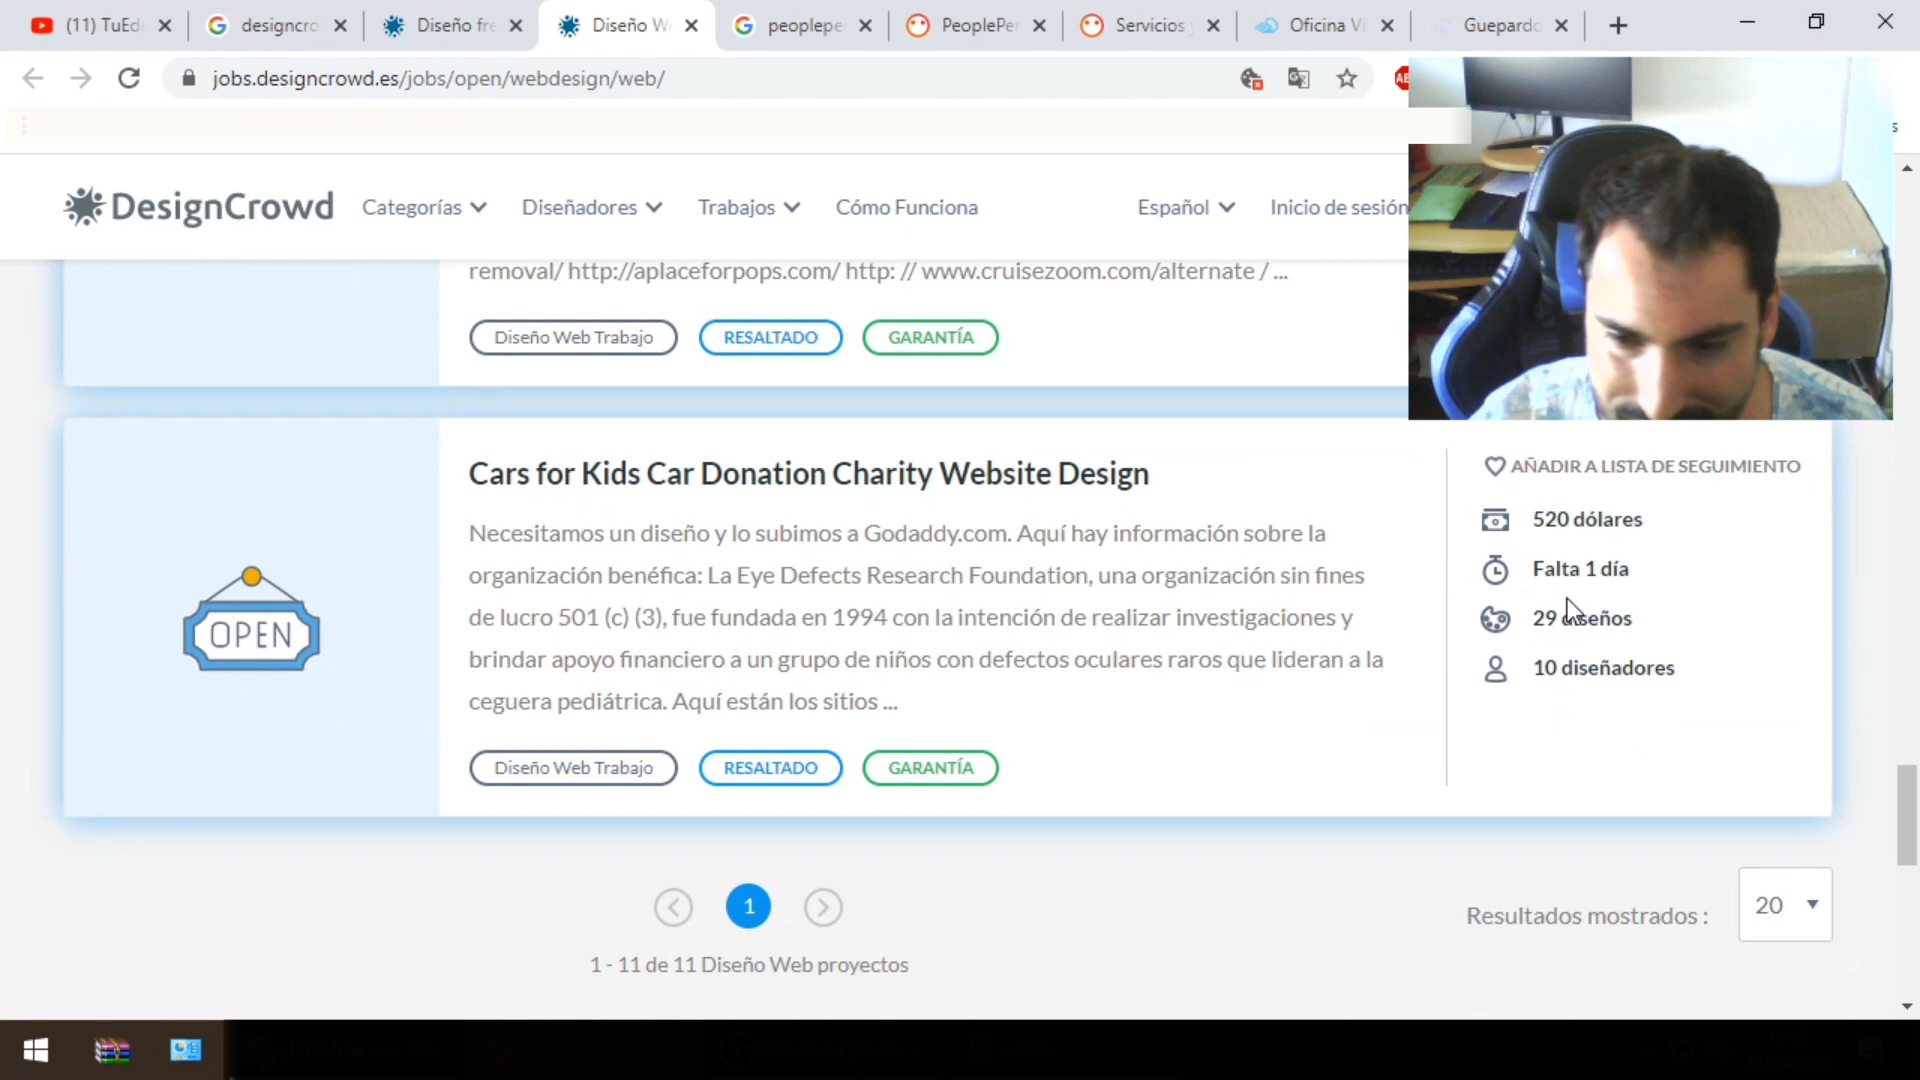 (11) TuEdu
designcro
Diseño fre
Diseño W
peoplepe
PeoplePer
Servicios
Oficina Vi
Guepardo
jobs.designcrowd.es/jobs/open/webdesign/web/
DesignCrowd
Categorías
Diseñadores
Trabajos
Cómo Funciona
Español
Inicio de sesión
removal/ http://aplaceforpops.com/ http: // www.cruisezoom.com/alternate / ...
Diseño Web Trabajo
RESALTADO
GARANTÍA
OPEN
Cars for Kids Car Donation Charity Website Design
Necesitamos un diseño y lo subimos a Godaddy.com. Aquí hay información sobre la
organización benéfica: La Eye Defects Research Foundation, una organización sin fines
de lucro 501 (c) (3), fue fundada en 1994 con la intención de realizar investigaciones y
brindar apoyo financiero a un grupo de niños con defectos oculares raros que lideran a la
ceguera pediátrica. Aquí están los sitios ...
Diseño Web Trabajo
RESALTADO
GARANTÍA
AÑADIR A LISTA DE SEGUIMIENTO
520 dólares
Falta 1 día
29 diseños
10 diseñadores
1
1 - 11 de 11 Diseño Web proyectos
Resultados mostrados :
20